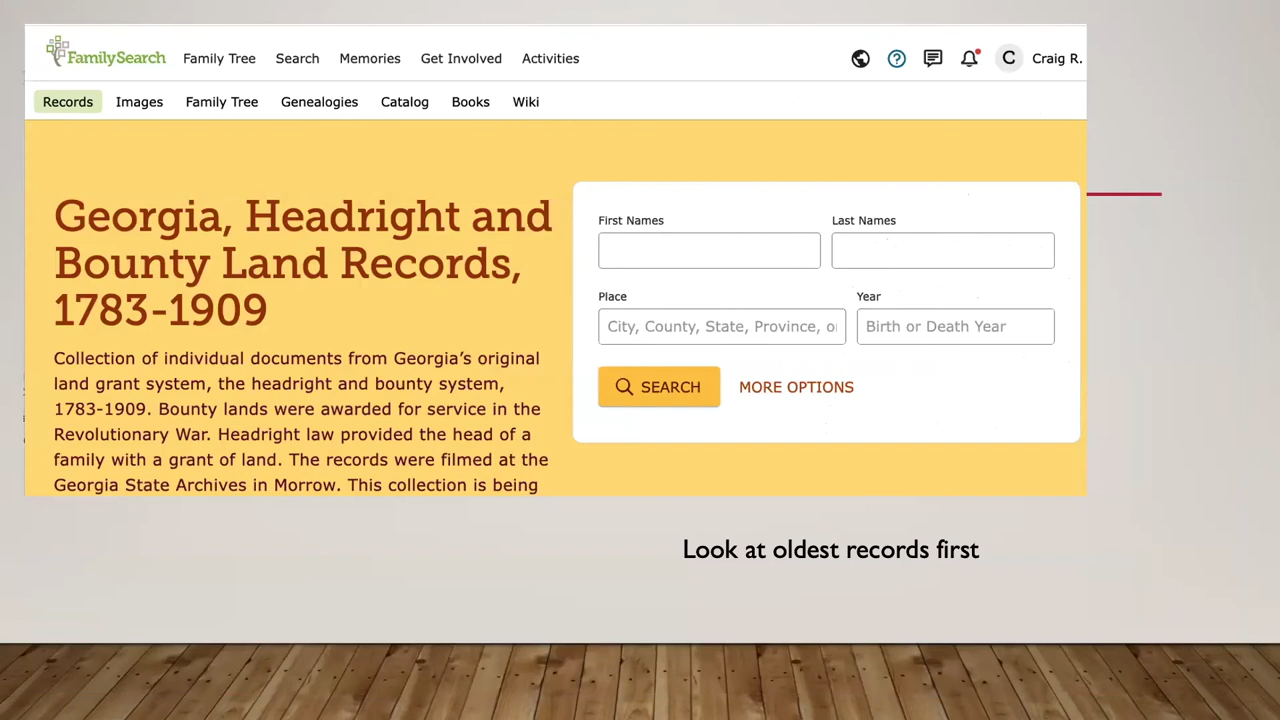 FamilySearch Family Tree Search Memories Get Involved Activities C Craig R.
Records Images Family Tree Genealogies Catalog Books Wiki
Georgia, Headright and
Bounty Land Records,
1783-1909
Collection of individual documents from Georgia's original
land grant system, the headright and bounty system,
1783-1909. Bounty lands were awarded for service in the
Revolutionary War. Headright law provided the head of a
family with a grant of land. The records were filmed at the
Georgia State Archives in Morrow. This collection is being
First Names Last Names
Place Year
City, County, State, Province, o Birth or Death Year
SEARCH MORE OPTIONS
Look at oldest records first